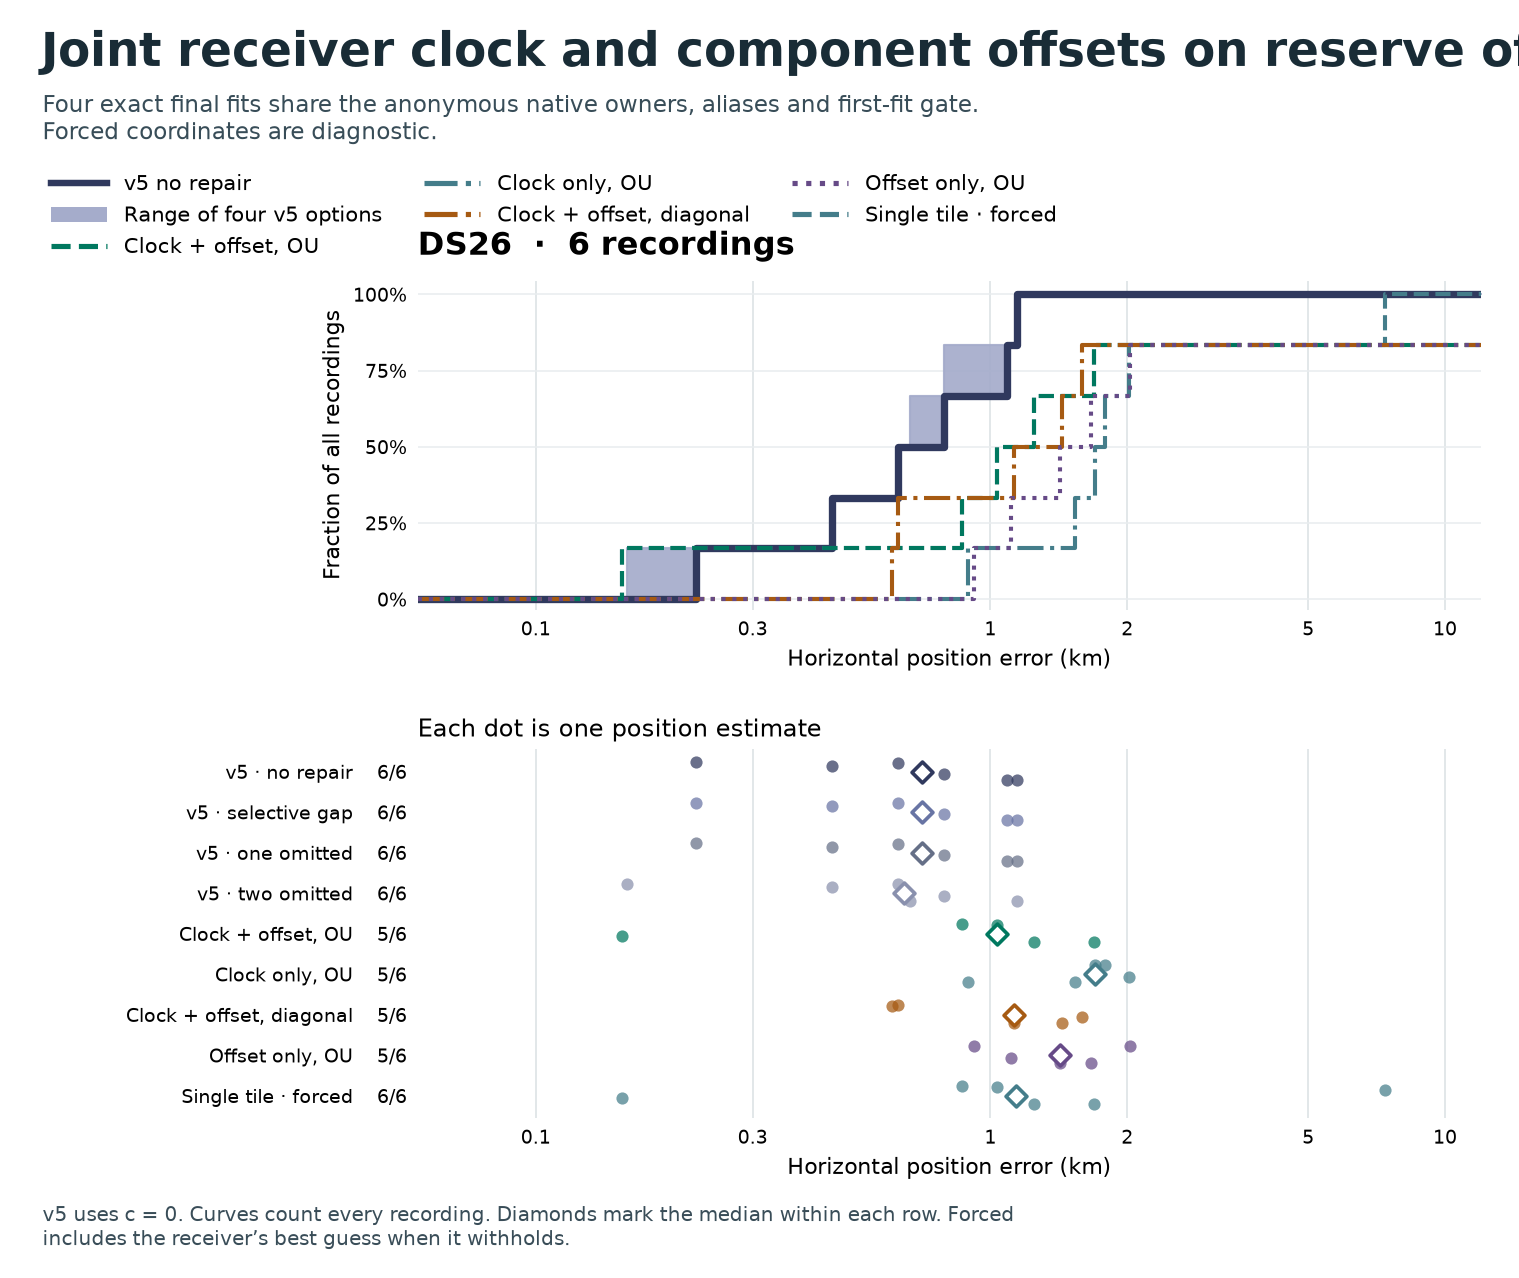 Joint receiver clock and component offsets on reserve of
Four exact final fits share the anonymous native owners, aliases and first-fit gate.
Forced coordinates are diagnostic.
v5 no repair
Range of four v5 options
Clock + offset, OU
Clock only, OU
Clock + offset, diagonal
Offset only, OU
Single tile · forced
DS26 · 6 recordings
Fraction of all recordings
100%
75%
50%
25%
0%
0.1 0.3 1 2 5 10
Horizontal position error (km)
Each dot is one position estimate
v5 · no repair 6/6
v5 · selective gap 6/6
v5 · one omitted 6/6
v5 · two omitted 6/6
Clock + offset, OU 5/6
Clock only, OU 5/6
Clock + offset, diagonal 5/6
Offset only, OU 5/6
Single tile · forced 6/6
0.1 0.3 1 2 5 10
Horizontal position error (km)
v5 uses c = 0. Curves count every recording. Diamonds mark the median within each row. Forced
includes the receiver’s best guess when it withholds.